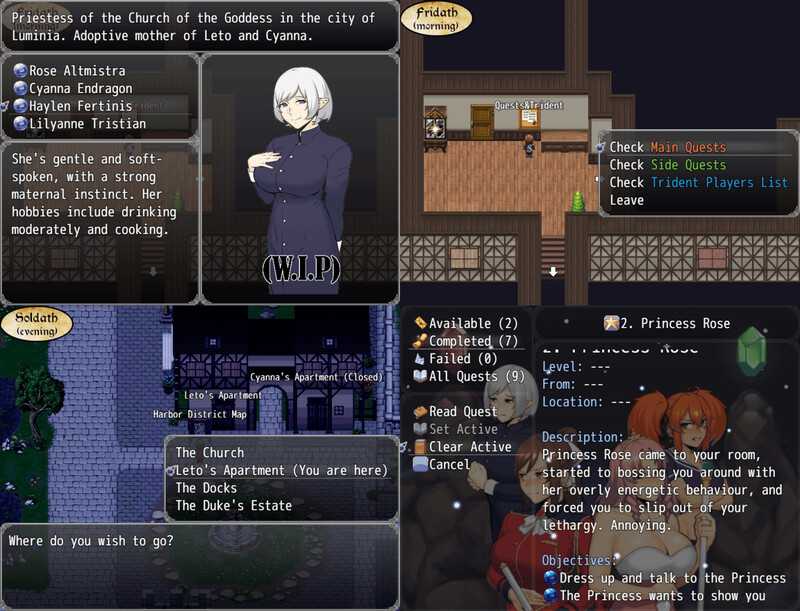 Priestess of the Church of the Goddess in the city of
Luminia. Adoptive mother of Leto and Cyanna.
Rose Altmistra
Cyanna Endragon
Haylen Fertinis
Lilyanne Tristian
She's gentle and soft-
spoken, with a strong
maternal instinct. Her
hobbies include drinking
moderately and cooking.
(W.I.P)
Fridath
(morning)
Quests&Trident
Check Main Quests
Check Side Quests
Check Trident Players List
Leave
Soldath
(evening)
Cyanna's Apartment (Closed)
Leto's Apartment
Harbor District Map
The Church
Leto's Apartment (You are here)
The Docks
The Duke's Estate
Where do you wish to go?
Available (2)
Completed (7)
Failed (0)
All Quests (9)
Read Quest
Set Active
Clear Active
Cancel
2. Princess Rose
2. Princess Rose
Level: ---
From: ---
Location: ---
Description:
Princess Rose came to your room,
started to bossing you around with
her overly energetic behaviour, and
forced you to slip out of your
lethargy. Annoying.
Objectives:
Dress up and talk to the Princess
The Princess wants to show you